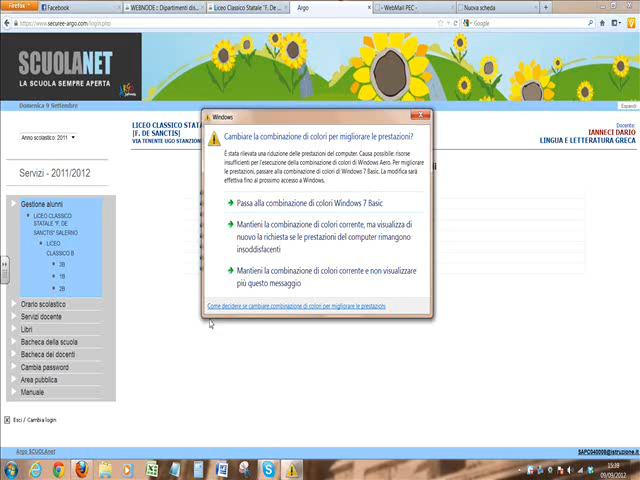 Firefox
Facebook
WEBNODE :: Dipartimenti dis...
Liceo Classico Statale "F. De ...
Argo
- WebMail PEC -
Nuova scheda
https://www.securee-argo.com/login.php
Google
SCUOLANET
LA SCUOLA SEMPRE APERTA
Domenica 9 Settembre
Espandi
Anno scolastico: 2011
LICEO CLASSICO STATA
[F. DE SANCTIS]
VIA TENENTE UGO STANZION
Docente:
IANNECI DARIO
LINGUA E LETTERATURA GRECA
Servizi - 2011/2012
Gestione alunni
LICEO CLASSICO
STATALE "F. DE
SANCTIS" SALERNO
LICEO
CLASSICO B
3B
1B
2B
Orario scolastico
Servizi docente
Libri
Bacheca della scuola
Bacheca dei docenti
Cambia password
Area pubblica
Manuale
Esci / Cambia login
Windows
Cambiare la combinazione di colori per migliorare le prestazioni?
È stata rilevata una riduzione delle prestazioni del computer. Causa possibile: risorse
insufficienti per l'esecuzione della combinazione di colori di Windows Aero. Per migliorare
le prestazioni, passare alla combinazione di colori di Windows 7 Basic. La modifica sarà
effettiva fino al prossimo accesso a Windows.
Passa alla combinazione di colori Windows 7 Basic
Mantieni la combinazione di colori corrente, ma visualizza di
nuovo la richiesta se le prestazioni del computer rimangono
insoddisfacenti
Mantieni la combinazione di colori corrente e non visualizzare
più questo messaggio
Come decidere se cambiare combinazione di colori per migliorare le prestazioni
Argo SCUOLAnet
SAPC040008@istruzione.it
15:39
09/09/2012